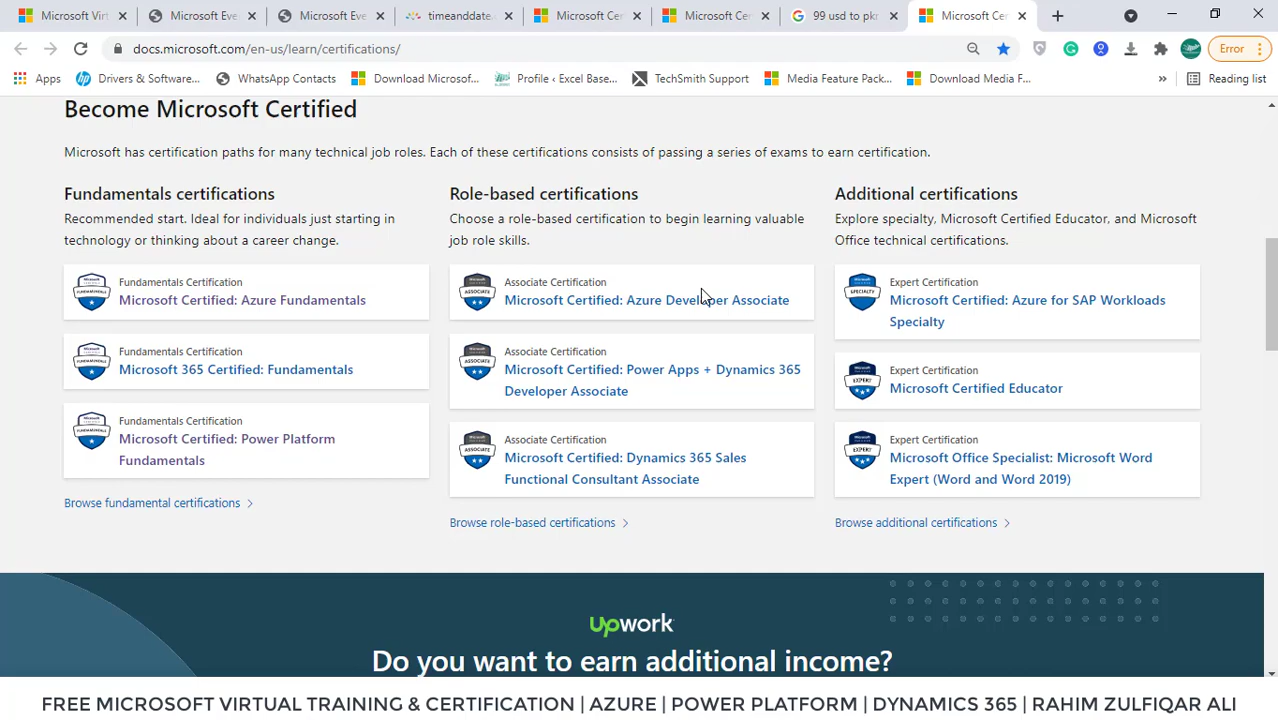 Microsoft Virt
Microsoft Eve
Microsoft Eve
timeanddate.c
Microsoft Cer
Microsoft Cer
99 usd to pkr
Microsoft Cer
docs.microsoft.com/en-us/learn/certifications/
Error
Apps
Drivers & Software...
WhatsApp Contacts
Download Microsof...
Profile ‹ Excel Base...
TechSmith Support
Media Feature Pack...
Download Media F...
»
Reading list
Become Microsoft Certified
Microsoft has certification paths for many technical job roles. Each of these certifications consists of passing a series of exams to earn certification.
Fundamentals certifications
Recommended start. Ideal for individuals just starting in
technology or thinking about a career change.
FUNDAMENTALS
Fundamentals Certification
Microsoft Certified: Azure Fundamentals
FUNDAMENTALS
Fundamentals Certification
Microsoft 365 Certified: Fundamentals
FUNDAMENTALS
Fundamentals Certification
Microsoft Certified: Power Platform
Fundamentals
Browse fundamental certifications
Role-based certifications
Choose a role-based certification to begin learning valuable
job role skills.
ASSOCIATE
Associate Certification
Microsoft Certified: Azure Developer Associate
ASSOCIATE
Associate Certification
Microsoft Certified: Power Apps + Dynamics 365
Developer Associate
ASSOCIATE
Associate Certification
Microsoft Certified: Dynamics 365 Sales
Functional Consultant Associate
Browse role-based certifications
Additional certifications
Explore specialty, Microsoft Certified Educator, and Microsoft
Office technical certifications.
SPECIALTY
Expert Certification
Microsoft Certified: Azure for SAP Workloads
Specialty
EXPERT
Expert Certification
Microsoft Certified Educator
EXPERT
Expert Certification
Microsoft Office Specialist: Microsoft Word
Expert (Word and Word 2019)
Browse additional certifications
upwork
Do you want to earn additional income?
FREE MICROSOFT VIRTUAL TRAINING & CERTIFICATION | AZURE | POWER PLATFORM | DYNAMICS 365 | RAHIM ZULFIQAR ALI